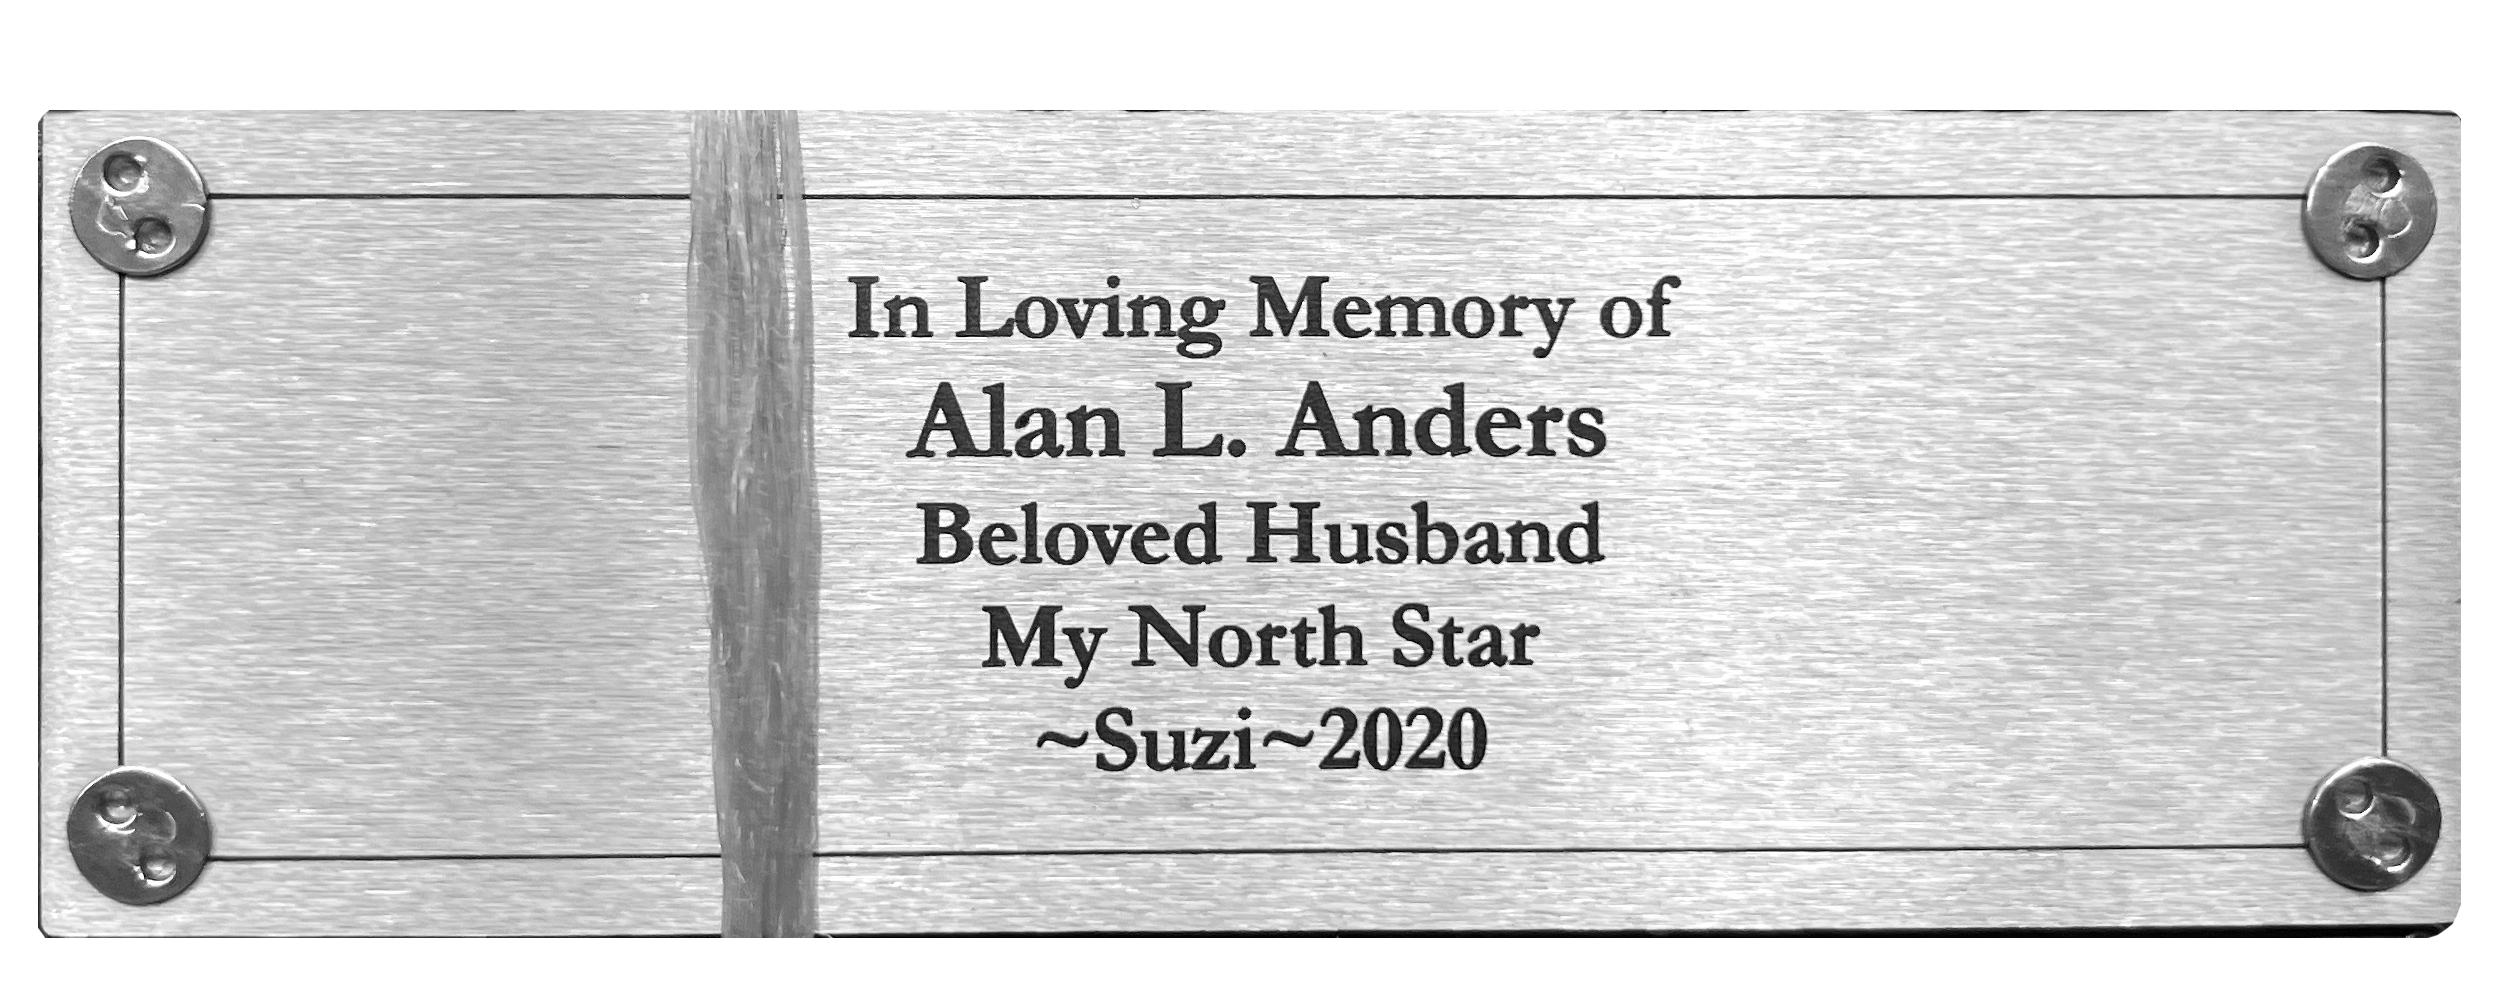 In Loving Memory of
Alan L. Anders
Beloved Husband
My North Star
~Suzi~2020